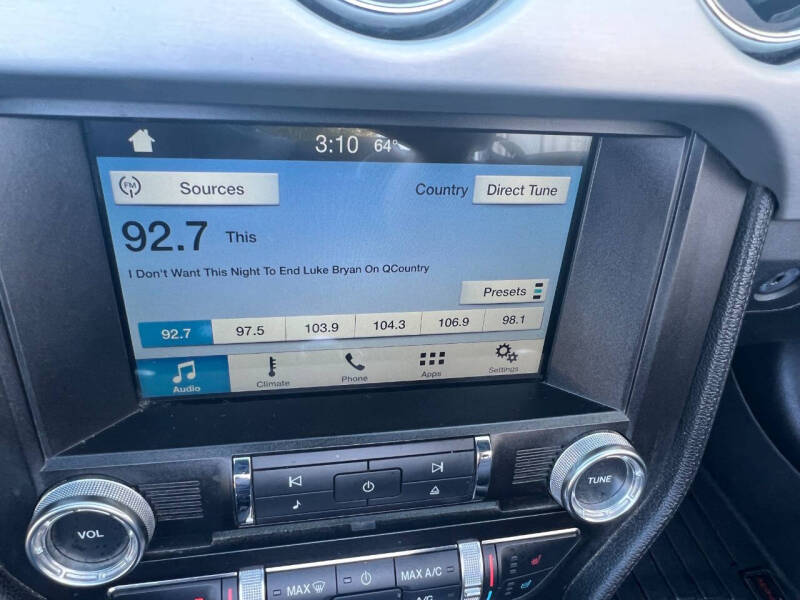 3:10 64°
FM Sources Country Direct Tune
92.7 This
I Don't Want This Night To End Luke Bryan On QCountry
Presets
92.7 97.5 103.9 104.3 106.9 98.1
Audio Climate Phone Apps Settings
VOL TUNE
MAX MAX A/C
A/C